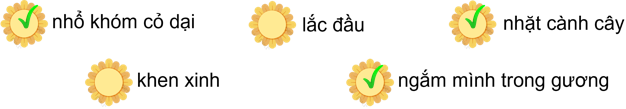 nhổ khóm cỏ dại lắc đầu nhặt cành cây
khen xinh ngắm mình trong gương